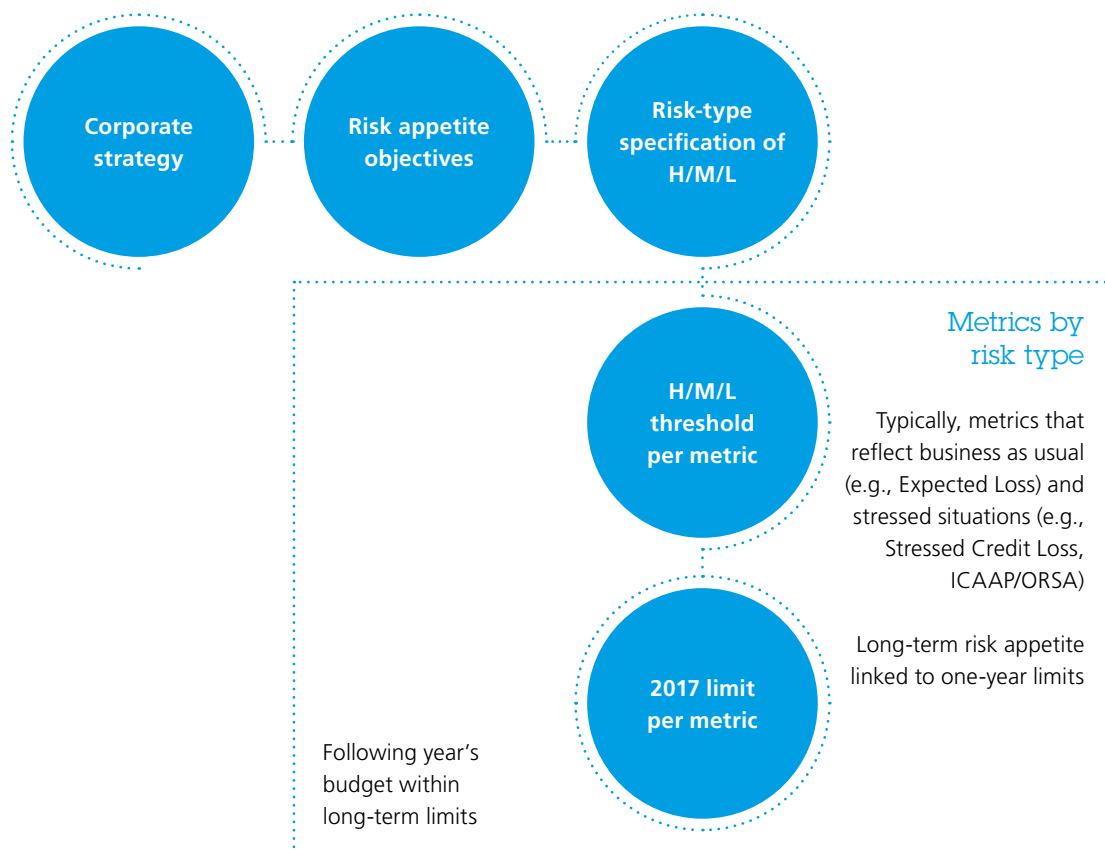 Corporate
strategy
Risk appetite
objectives
Risk-type
specification of
H/M/L
Metrics by
risk type
H/M/L
threshold
per metric
Typically, metrics that
reflect business as usual
(e.g., Expected Loss) and
stressed situations (e.g.,
Stressed Credit Loss,
ICAAP/ORSA)
Long-term risk appetite
linked to one-year limits
2017 limit
per metric
Following year’s
budget within
long-term limits